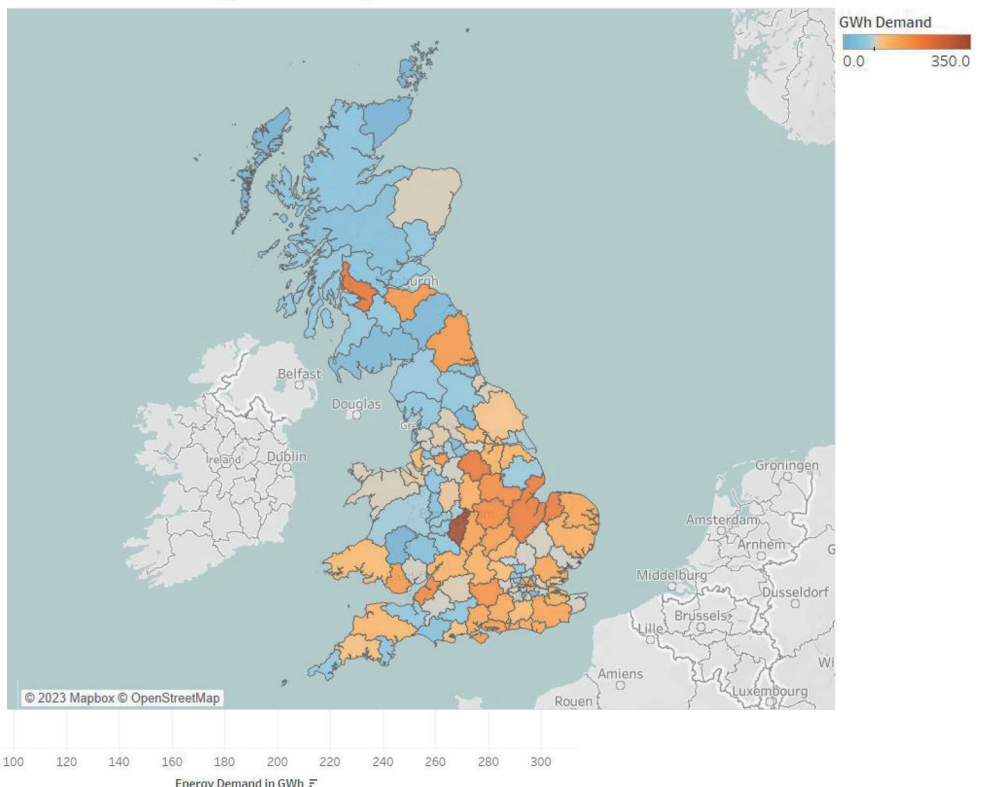 GWh Demand
0.0 350.0
Belfast
Douglas
Ireland
Dublin
Groningen
Amsterdam
Arnhem
Middelburg
Dusseldorf
Brussels
Lille
Amiens
Luxembourg
Rouen
© 2023 Mapbox © OpenStreetMap
100 120 140 160 180 200 220 240 260 280 300
Energy Demand in GWh